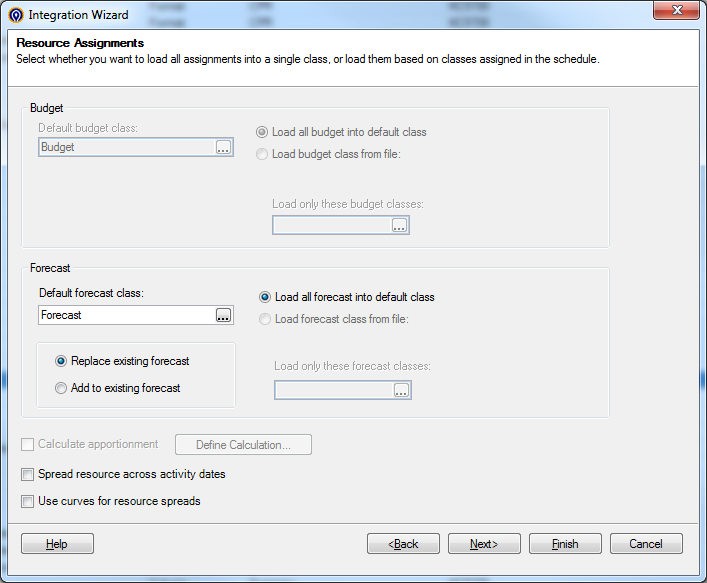 Integration Wizard
Resource Assignments
Select whether you want to load all assignments into a single class, or load them based on classes assigned in the schedule.
Budget
Default budget class:
Budget
...
Load all budget into default class
Load budget class from file:
Load only these budget classes:
...
Forecast
Default forecast class:
Forecast
...
Load all forecast into default class
Load forecast class from file:
Replace existing forecast
Add to existing forecast
Load only these forecast classes:
...
Calculate apportionment
Define Calculation...
Spread resource across activity dates
Use curves for resource spreads
Help
<Back
Next>
Finish
Cancel